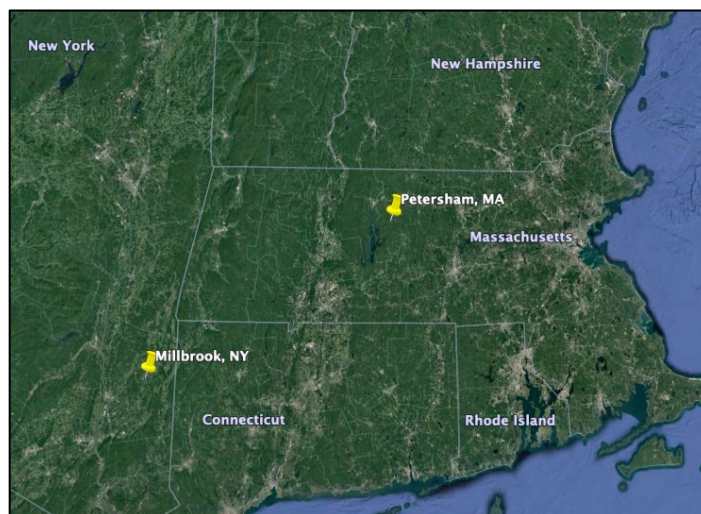 New York
New Hampshire
Petersham, MA
Massachusetts
Millbrook, NY
Connecticut
Rhode Island